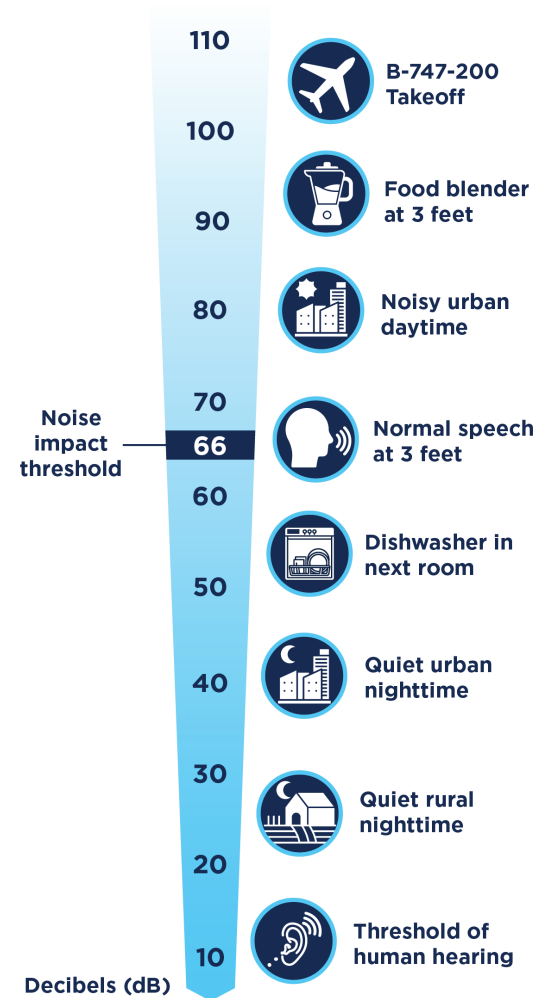 110
B-747-200
Takeoff
100
Food blender
at 3 feet
90
80
Noisy urban
daytime
70
Noise
impact
threshold
66
Normal speech
at 3 feet
60
Dishwasher in
next room
50
40
Quiet urban
nighttime
30
Quiet rural
nighttime
20
Threshold of
human hearing
10
Decibels (dB)